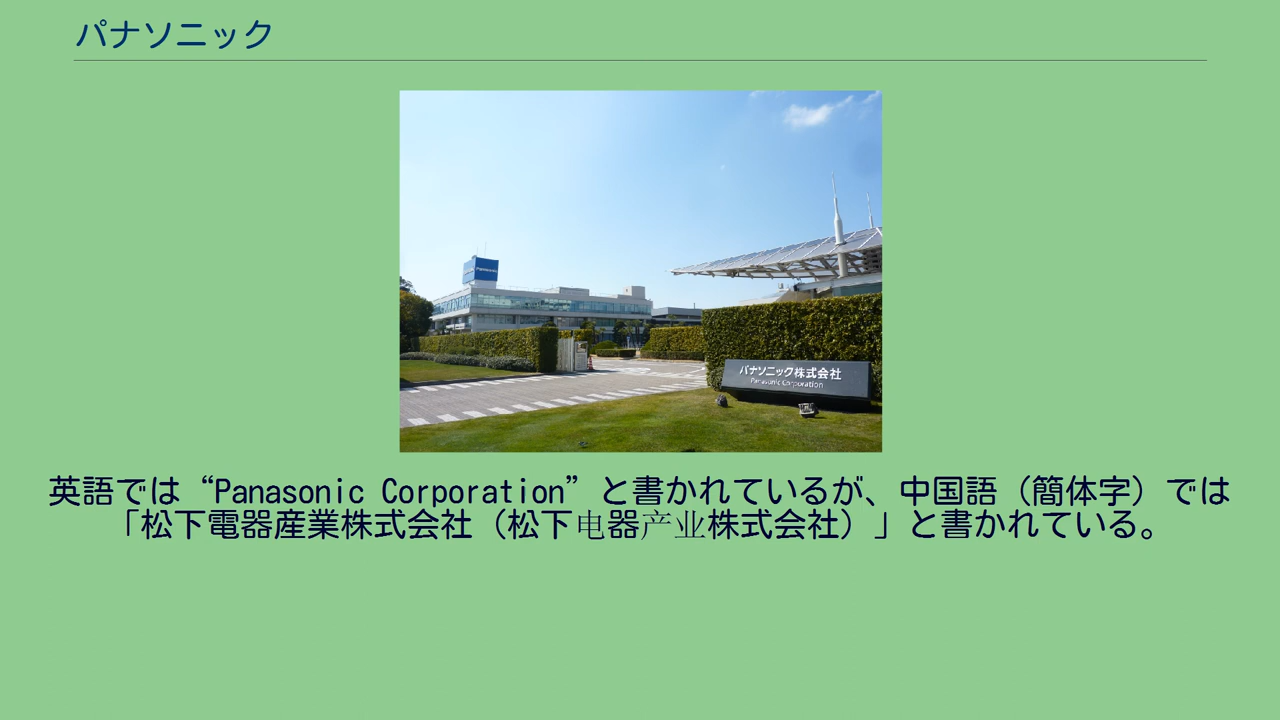 パナソニック
Panasonic
パナソニック株式会社
Panasonic Corporation
英語では“Panasonic Corporation”と書かれているが、中国語（簡体字）では
「松下電器産業株式会社（松下电器产业株式会社）」と書かれている。